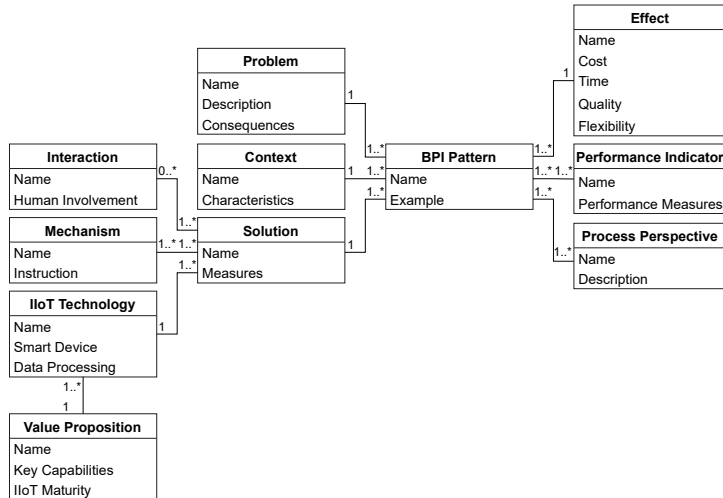 Effect
Name
Cost
Time
Quality
Flexibility
1
Problem
Name
Description
Consequences
1
1..*
1..*
Interaction
Name
Human Involvement
0..*
Context
Name
Characteristics
1
1..*
BPI Pattern
Name
Example
1..*
1..*
Performance Indicator
Name
Performance Measures
1..*
1..*
1..*
Mechanism
Name
Instruction
1..*
1..*
Solution
Name
Measures
1
1..*
Process Perspective
Name
Description
1..*
IIoT Technology
Name
Smart Device
Data Processing
1
1..*
1
Value Proposition
Name
Key Capabilities
IIoT Maturity